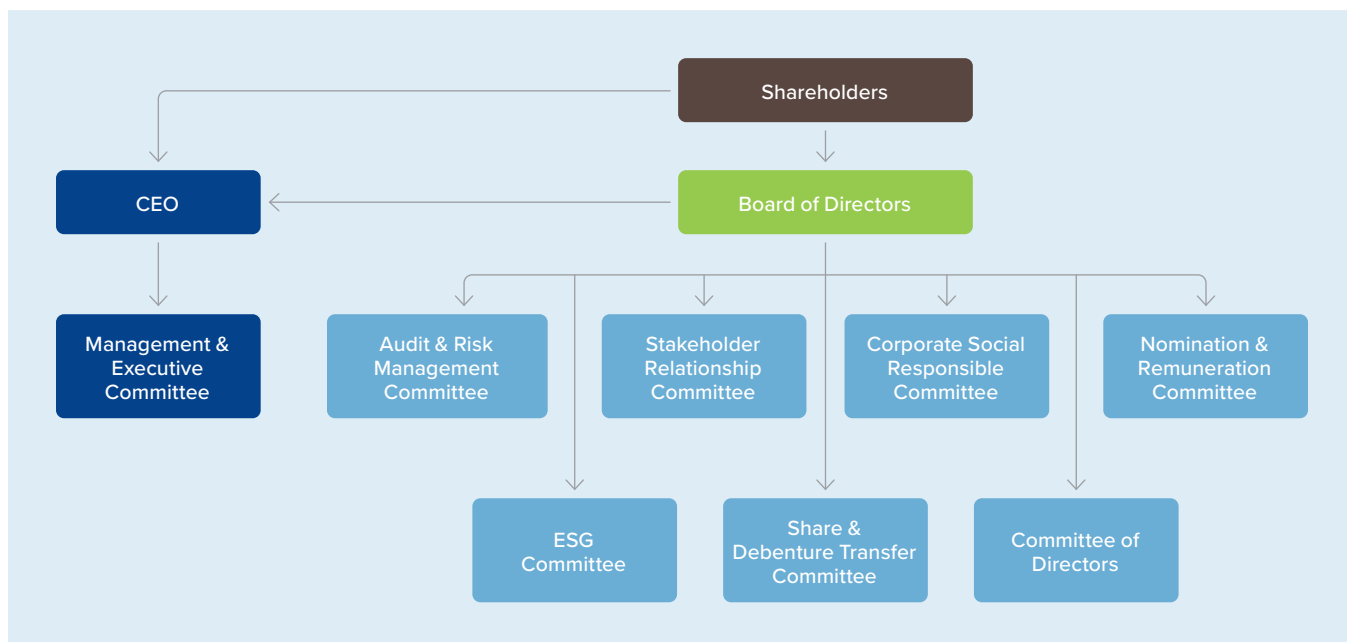 Shareholders
CEO
Board of Directors
Management &
Executive
Committee
Audit & Risk
Management
Committee
Stakeholder
Relationship
Committee
Corporate Social
Responsible
Committee
Nomination &
Remuneration
Committee
ESG
Committee
Share &
Debenture Transfer
Committee
Committee of
Directors